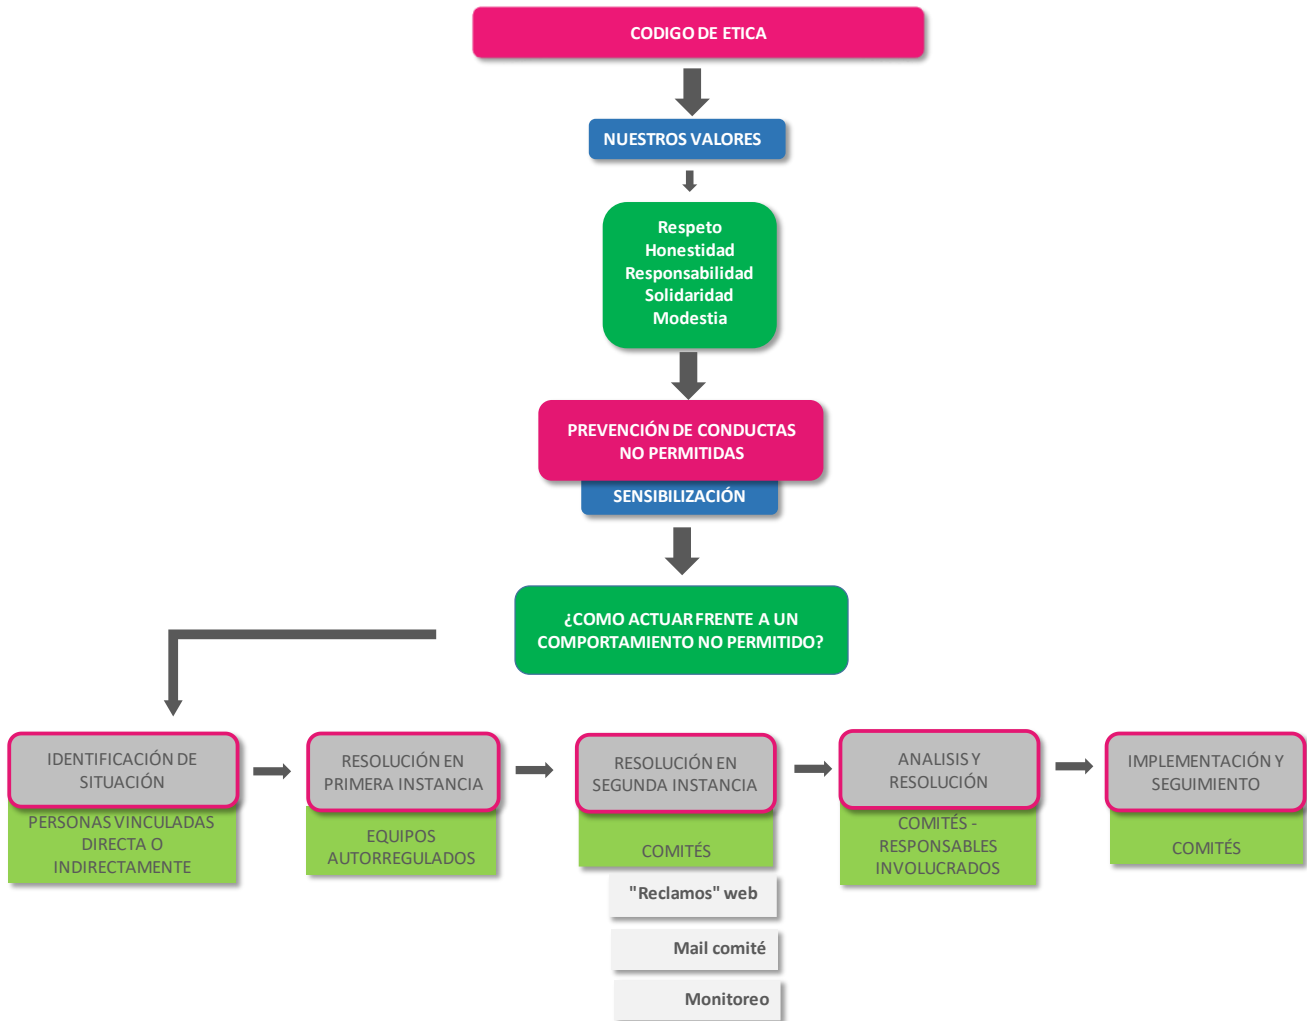 CODIGO DE ETICA
NUESTROS VALORES
Respeto
Honestidad
Responsabilidad
Solidaridad
Modestia
PREVENCIÓN DE CONDUCTAS
NO PERMITIDAS
SENSIBILIZACIÓN
¿COMO ACTUAR FRENTE A UN
COMPORTAMIENTO NO PERMITIDO?
IDENTIFICACIÓN DE
SITUACIÓN
PERSONAS VINCULADAS
DIRECTA O
INDIRECTAMENTE
RESOLUCIÓN EN
PRIMERA INSTANCIA
EQUIPOS
AUTORREGULADOS
RESOLUCIÓN EN
SEGUNDA INSTANCIA
COMITÉS
"Reclamos" web
Mail comité
Monitoreo
ANALISIS Y
RESOLUCIÓN
COMITÉS -
RESPONSABLES
INVOLUCRADOS
IMPLEMENTACIÓN Y
SEGUIMIENTO
COMITÉS